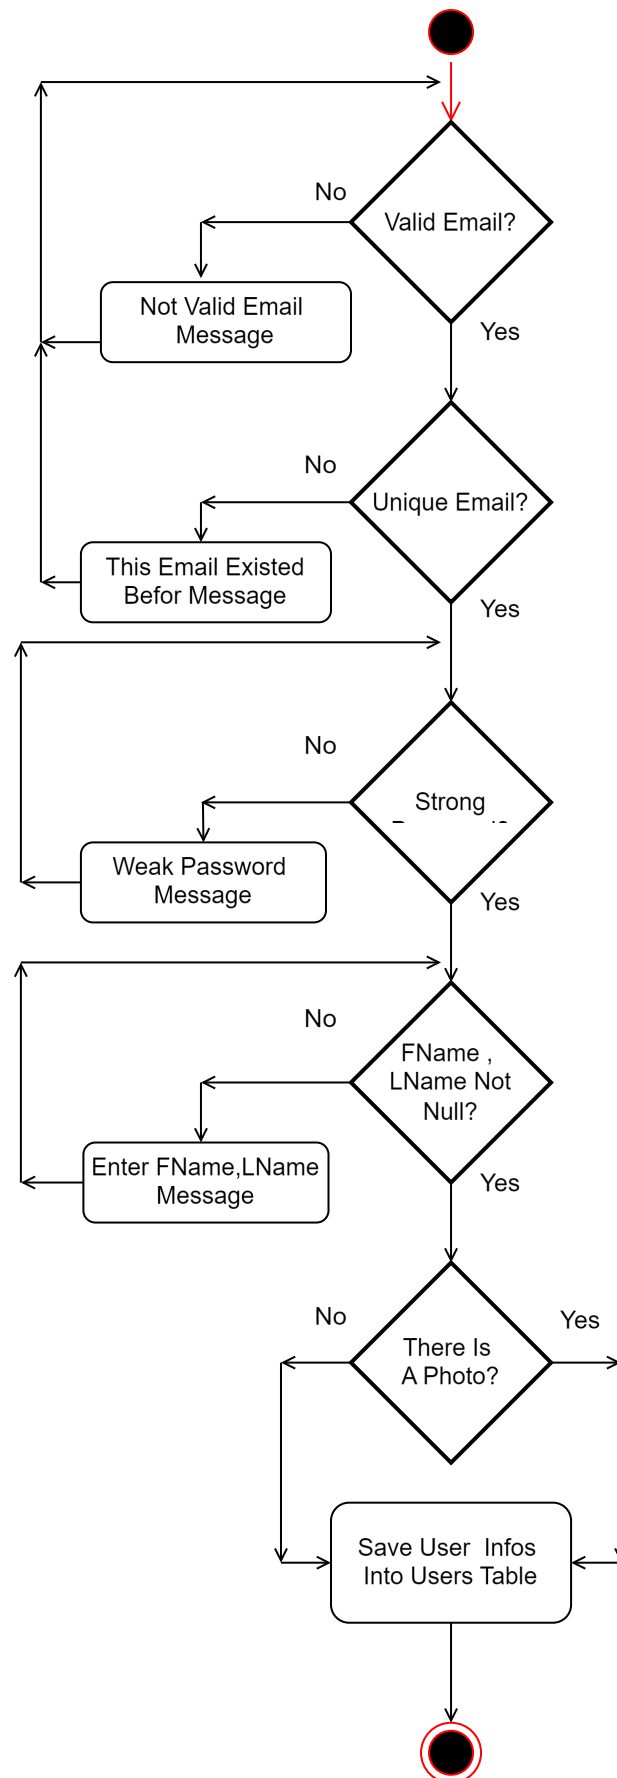 No
Valid Email?
Not Valid Email
Message
Yes
No
Unique Email?
This Email Existed
Befor Message
Yes
No
Strong
Weak Password
Message
Yes
No
FName ,
LName Not
Null?
Enter FName,LName
Message
Yes
No
Yes
There Is
A Photo?
Save User  Infos
Into Users Table